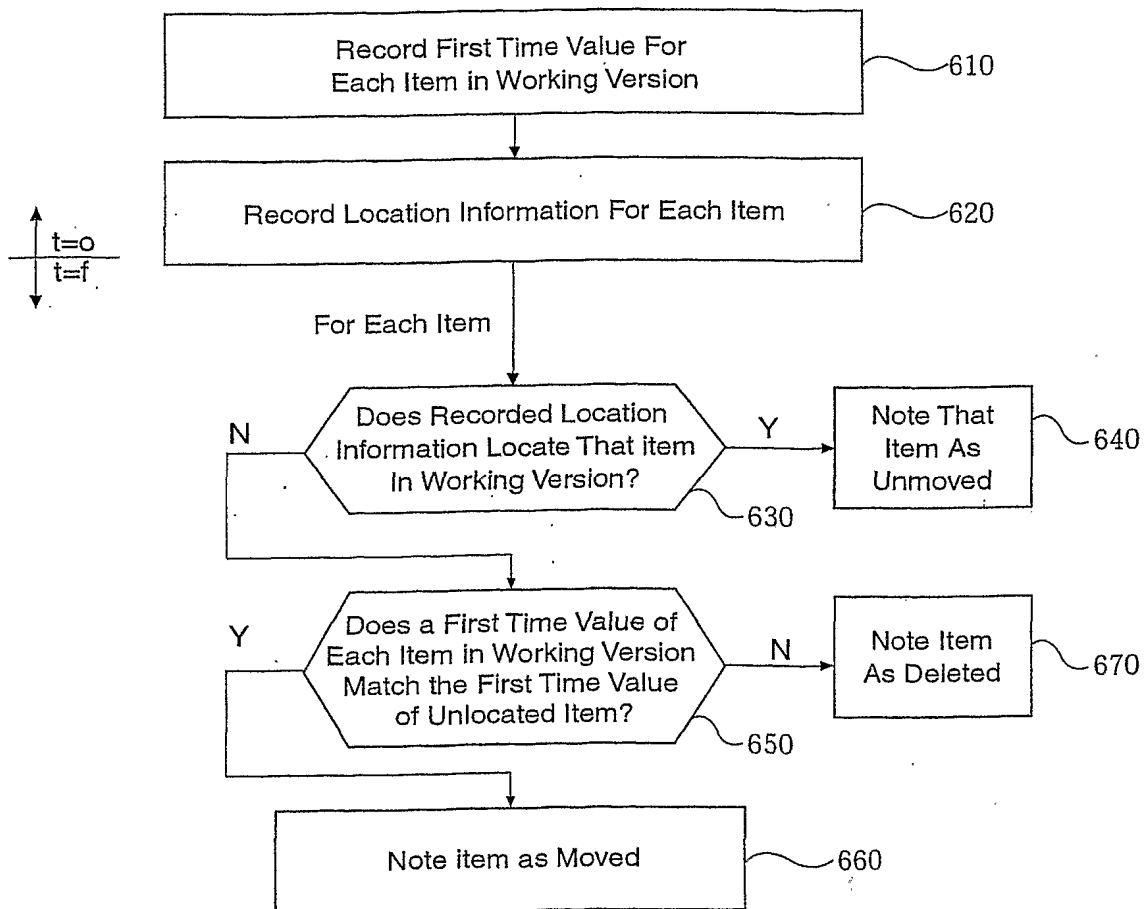 Record First Time Value For
Each Item in Working Version
610
Record Location Information For Each Item
620
t=o
t=f
For Each Item
Does Recorded Location
Information Locate That item
In Working Version?
N
Y
630
Note That
Item As
Unmoved
640
Does a First Time Value of
Each Item in Working Version
Match the First Time Value
of Unlocated Item?
Y
N
650
Note Item
As Deleted
670
Note item as Moved
660